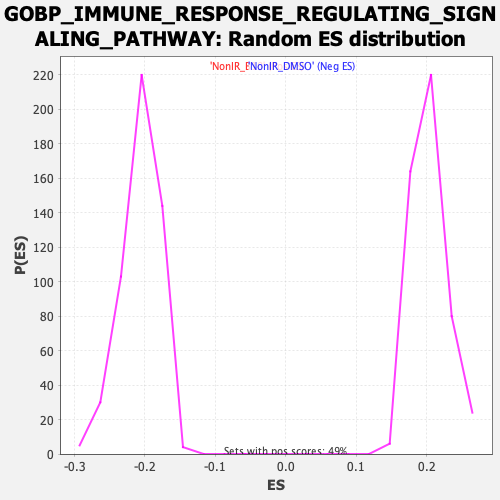 GOBP_IMMUNE_RESPONSE_REGULATING_SIGN
ALING_PATHWAY: Random ES distribution
'NonIR_ 'NonIR_DMSO' (Neg ES)
220
200
180
160
140
120
100
80
60
40
20
0
P(ES)
Sets with pos scores: 49%
-0.3 -0.2 -0.1 0.0 0.1 0.2
ES